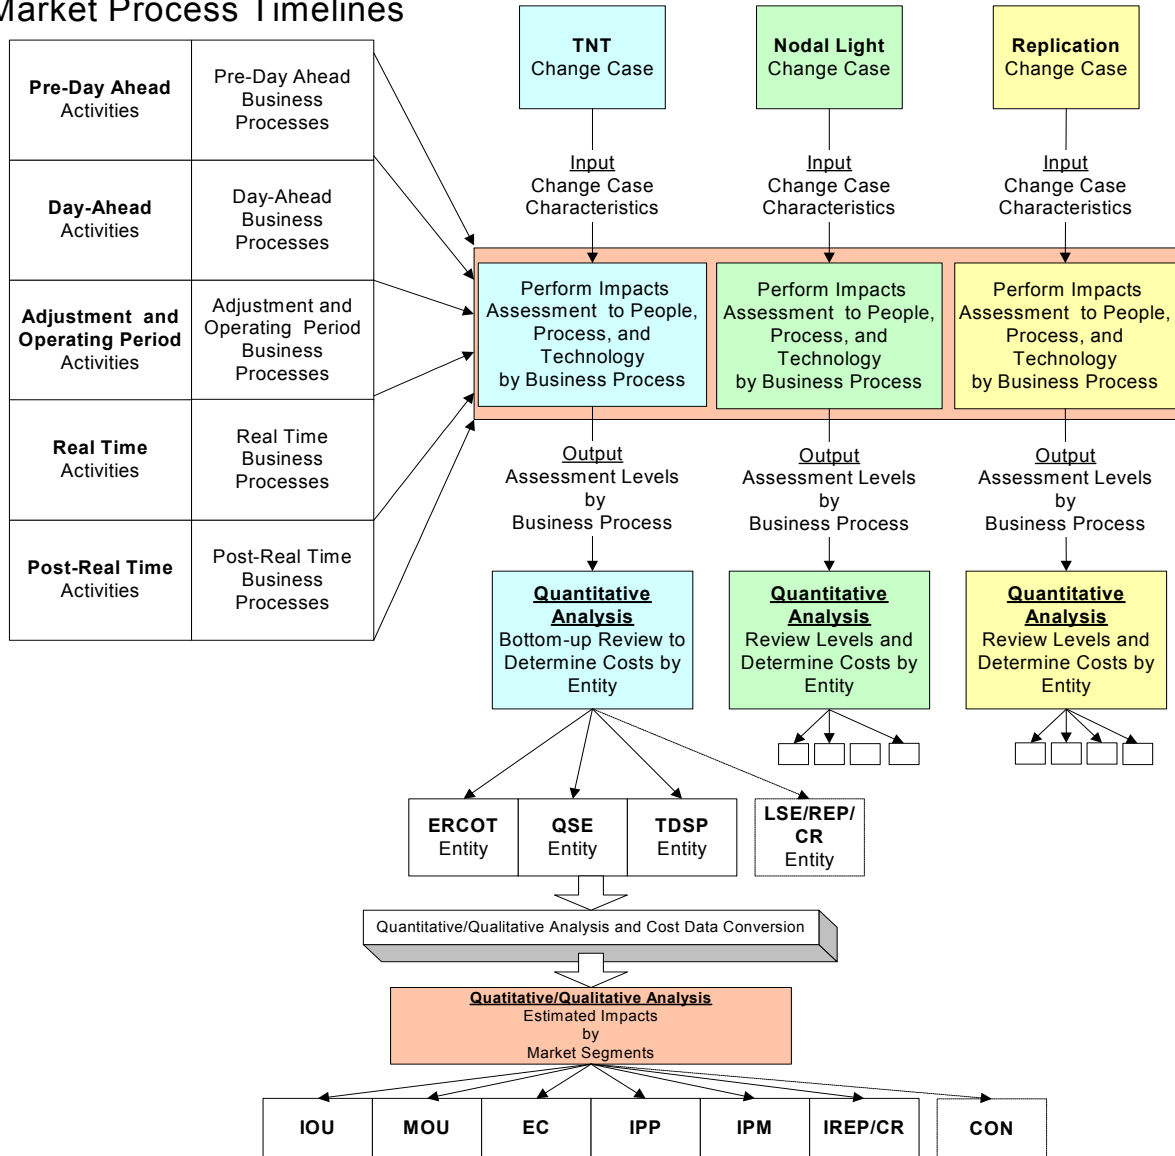 Market Process Timelines
Pre-Day Ahead
Activities
Pre-Day Ahead
Business
Processes
Day-Ahead
Activities
Day-Ahead
Business
Processes
Adjustment and
Operating Period
Activities
Adjustment and
Operating Period
Business
Processes
Real Time
Activities
Real Time
Business
Processes
Post-Real Time
Activities
Post-Real Time
Business
Processes
TNT
Change Case
Nodal Light
Change Case
Replication
Change Case
Input
Change Case
Characteristics
Input
Change Case
Characteristics
Input
Change Case
Characteristics
Perform Impacts
Assessment to People,
Process, and
Technology
by Business Process
Perform Impacts
Assessment to People,
Process, and
Technology
by Business Process
Perform Impacts
Assessment to People,
Process, and
Technology
by Business Process
Output
Assessment Levels
by
Business Process
Output
Assessment Levels
by
Business Process
Output
Assessment Levels
by
Business Process
Quantitative
Analysis
Bottom-up Review to
Determine Costs by
Entity
Quantitative
Analysis
Review Levels and
Determine Costs by
Entity
Quantitative
Analysis
Review Levels and
Determine Costs by
Entity
ERCOT
Entity
QSE
Entity
TDSP
Entity
LSE/REP/
CR
Entity
Quantitative/Qualitative Analysis and Cost Data Conversion
Quatitative/Qualitative Analysis
Estimated Impacts
by
Market Segments
IOU
MOU
EC
IPP
IPM
IREP/CR
CON